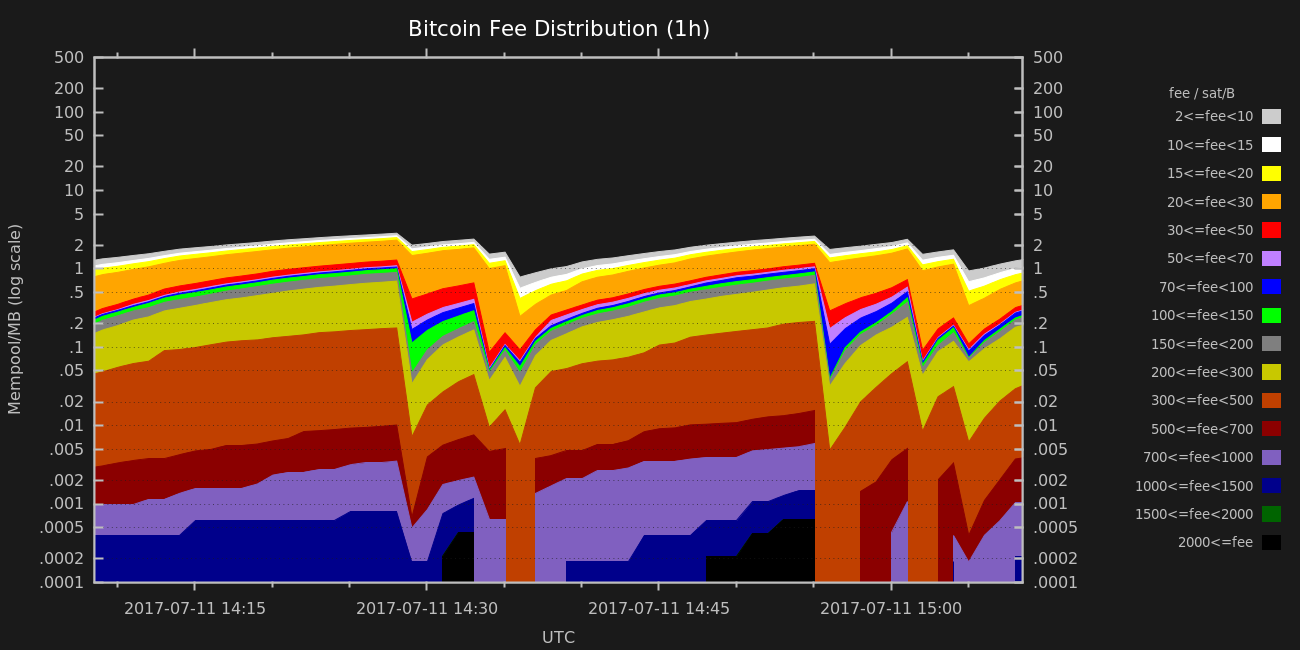 Bitcoin Fee Distribution (1h)
Mempool/MB (log scale)
500
200
100
50
20
10
5
2
1
.5
.2
.1
.05
.02
.01
.005
.002
.001
.0005
.0002
.0001
500
200
100
50
20
10
5
2
1
.5
.2
.1
.05
.02
.01
.005
.002
.001
.0005
.0002
.0001
2017-07-11 14:15
2017-07-11 14:30
2017-07-11 14:45
2017-07-11 15:00
UTC
fee / sat/B
2<=fee<10
10<=fee<15
15<=fee<20
20<=fee<30
30<=fee<50
50<=fee<70
70<=fee<100
100<=fee<150
150<=fee<200
200<=fee<300
300<=fee<500
500<=fee<700
700<=fee<1000
1000<=fee<1500
1500<=fee<2000
2000<=fee